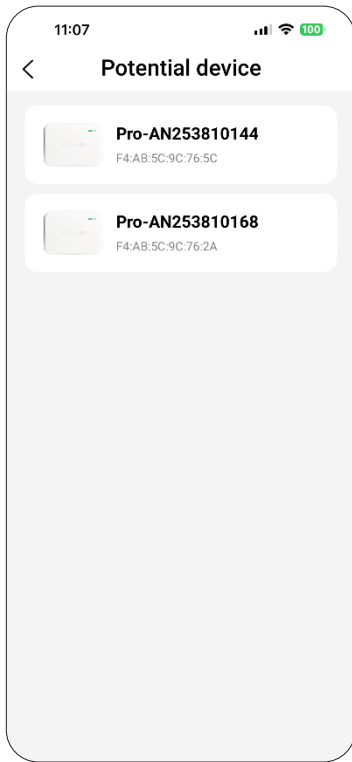 11:07
100
Potential device
Pro-AN253810144
F4:AB:5C:9C:76:5C
Pro-AN253810168
F4:AB:5C:9C:76:2A